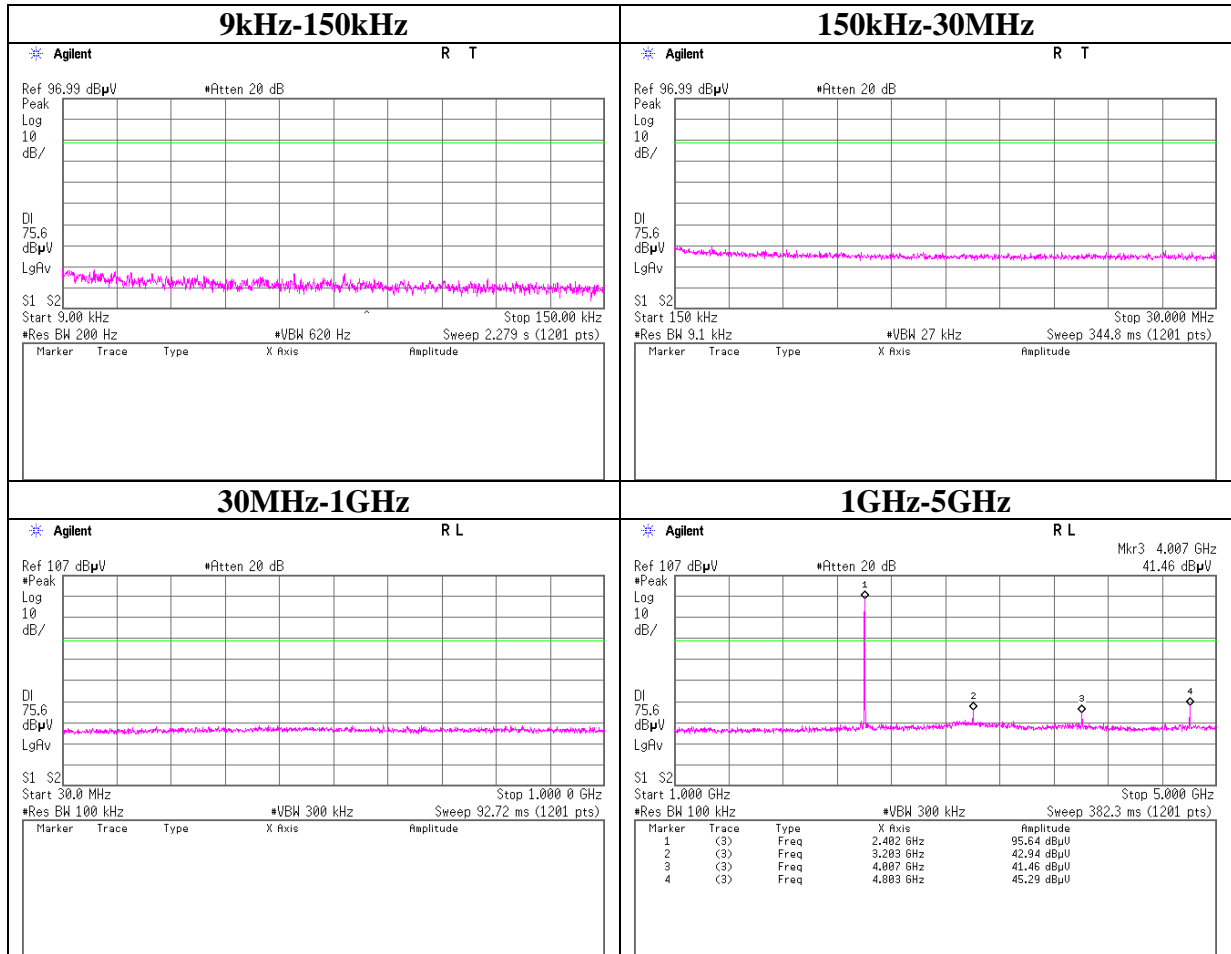 9kHz-150kHz
Agilent R T
Ref 96.99 dBµV #Atten 20 dB
Peak
Log
10
dB/
DI
75.6
dBµV
LgAv
S1 S2
Start 9.00 kHz ^ Stop 150.00 kHz
#Res BW 200 Hz #VBW 620 Hz Sweep 2.279 s (1201 pts)
Marker Trace Type X Axis Amplitude
150kHz-30MHz
Agilent R T
Ref 96.99 dBµV #Atten 20 dB
Peak
Log
10
dB/
DI
75.6
dBµV
LgAv
S1 S2
Start 150 kHz Stop 30.000 MHz
#Res BW 9.1 kHz #VBW 27 kHz Sweep 344.8 ms (1201 pts)
Marker Trace Type X Axis Amplitude
30MHz-1GHz
Agilent R L
Ref 107 dBµV #Atten 20 dB
#Peak
Log
10
dB/
DI
75.6
dBµV
LgAv
S1 S2
Start 30.0 MHz Stop 1.000 0 GHz
#Res BW 100 kHz #VBW 300 kHz Sweep 92.72 ms (1201 pts)
Marker Trace Type X Axis Amplitude
1GHz-5GHz
Agilent R L
Mkr3 4.007 GHz
Ref 107 dBµV #Atten 20 dB 41.46 dBµV
#Peak
Log
10
dB/
1
2
3
4
DI
75.6
dBµV
LgAv
S1 S2
Start 1.000 GHz Stop 5.000 GHz
#Res BW 100 kHz #VBW 300 kHz Sweep 382.3 ms (1201 pts)
Marker Trace Type X Axis Amplitude
1 (3) Freq 2.402 GHz 95.64 dBµV
2 (3) Freq 3.203 GHz 42.94 dBµV
3 (3) Freq 4.007 GHz 41.46 dBµV
4 (3) Freq 4.803 GHz 45.29 dBµV